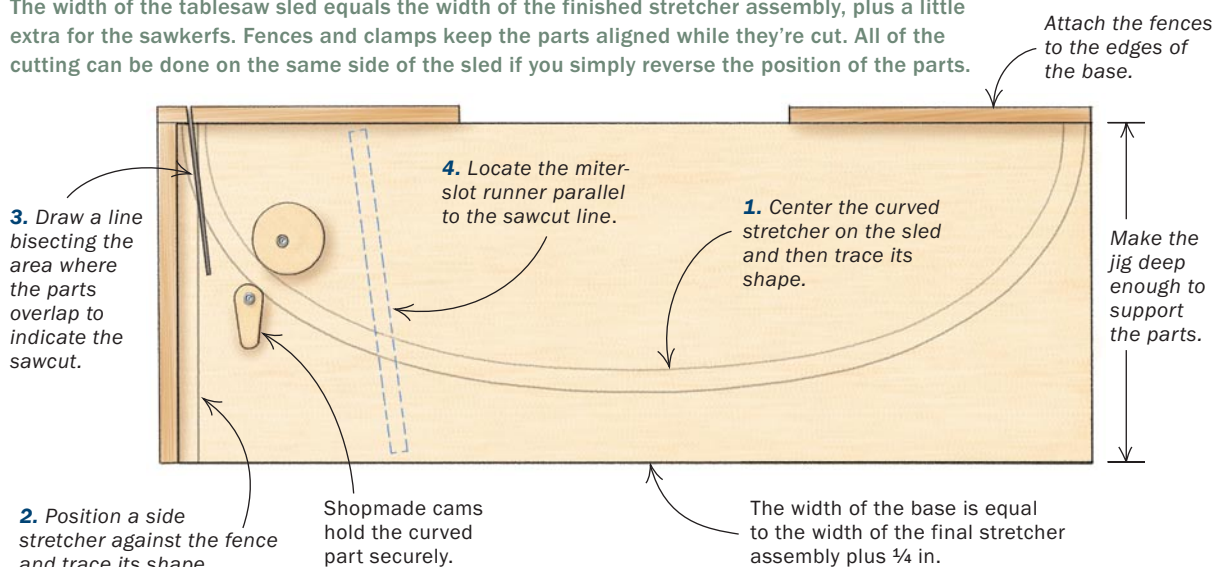 The width of the tablesaw sled equals the width of the finished stretcher assembly, plus a little
extra for the sawkerfs. Fences and clamps keep the parts aligned while they're cut. All of the
cutting can be done on the same side of the sled if you simply reverse the position of the parts.
Attach the fences
to the edges of
the base.
3. Draw a line
bisecting the
area where
the parts
overlap to
indicate the
sawcut.
4. Locate the miter-
slot runner parallel
to the sawcut line.
1. Center the curved
stretcher on the sled
and then trace its
shape.
Make the
jig deep
enough to
support
the parts.
2. Position a side
stretcher against the fence
and trace its shape
Shopmade cams
hold the curved
part securely.
The width of the base is equal
to the width of the final stretcher
assembly plus ¼ in.